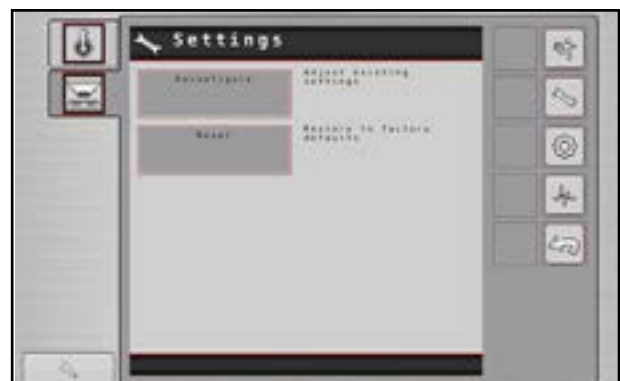 Settings
Reconfigure
Adjust existing
settings
Reset
Restore to factory
defaults